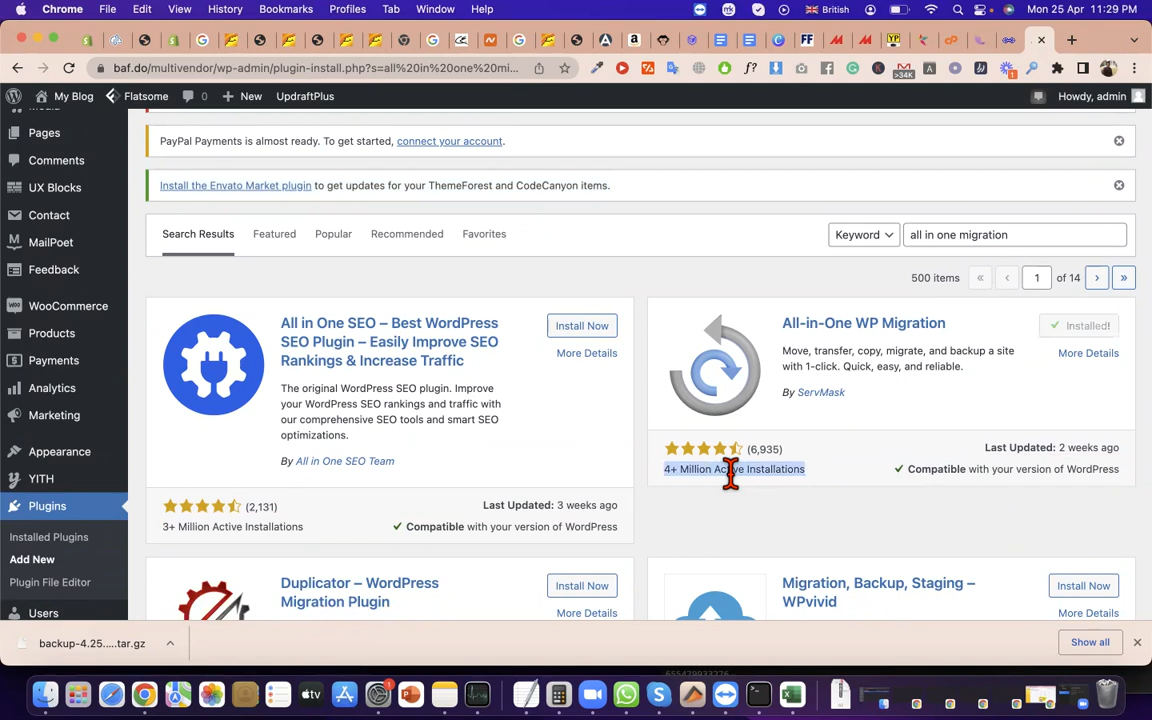 Chrome File Edit View History Bookmarks Profiles Tab Window Help
British Mon 25 Apr 11:29 PM
baf.do/multivendor/wp-admin/plugin-install.php?s=all%20in%20one%20mi...
My Blog Flatsome 0 New UpdraftPlus Howdy, admin
Pages
Comments
UX Blocks
Contact
MailPoet
Feedback
WooCommerce
Products
Payments
Analytics
Marketing
Appearance
YITH
Plugins
Installed Plugins
Add New
Plugin File Editor
Users
PayPal Payments is almost ready. To get started, connect your account.
Install the Envato Market plugin to get updates for your ThemeForest and CodeCanyon items.
Search Results Featured Popular Recommended Favorites Keyword all in one migration
500 items « ‹ 1 of 14 › »
All in One SEO – Best WordPress
SEO Plugin – Easily Improve SEO
Rankings & Increase Traffic
Install Now
More Details
The original WordPress SEO plugin. Improve
your WordPress SEO rankings and traffic with
our comprehensive SEO tools and smart SEO
optimizations.
By All in One SEO Team
(2,131)
Last Updated: 3 weeks ago
3+ Million Active Installations
Compatible with your version of WordPress
All-in-One WP Migration
Installed!
More Details
Move, transfer, copy, migrate, and backup a site
with 1-click. Quick, easy, and reliable.
By ServMask
(6,935)
Last Updated: 2 weeks ago
4+ Million Active Installations
Compatible with your version of WordPress
Duplicator – WordPress
Migration Plugin
Install Now
More Details
Migration, Backup, Staging –
WPvivid
Install Now
More Details
backup-4.25.....tar.gz
Show all